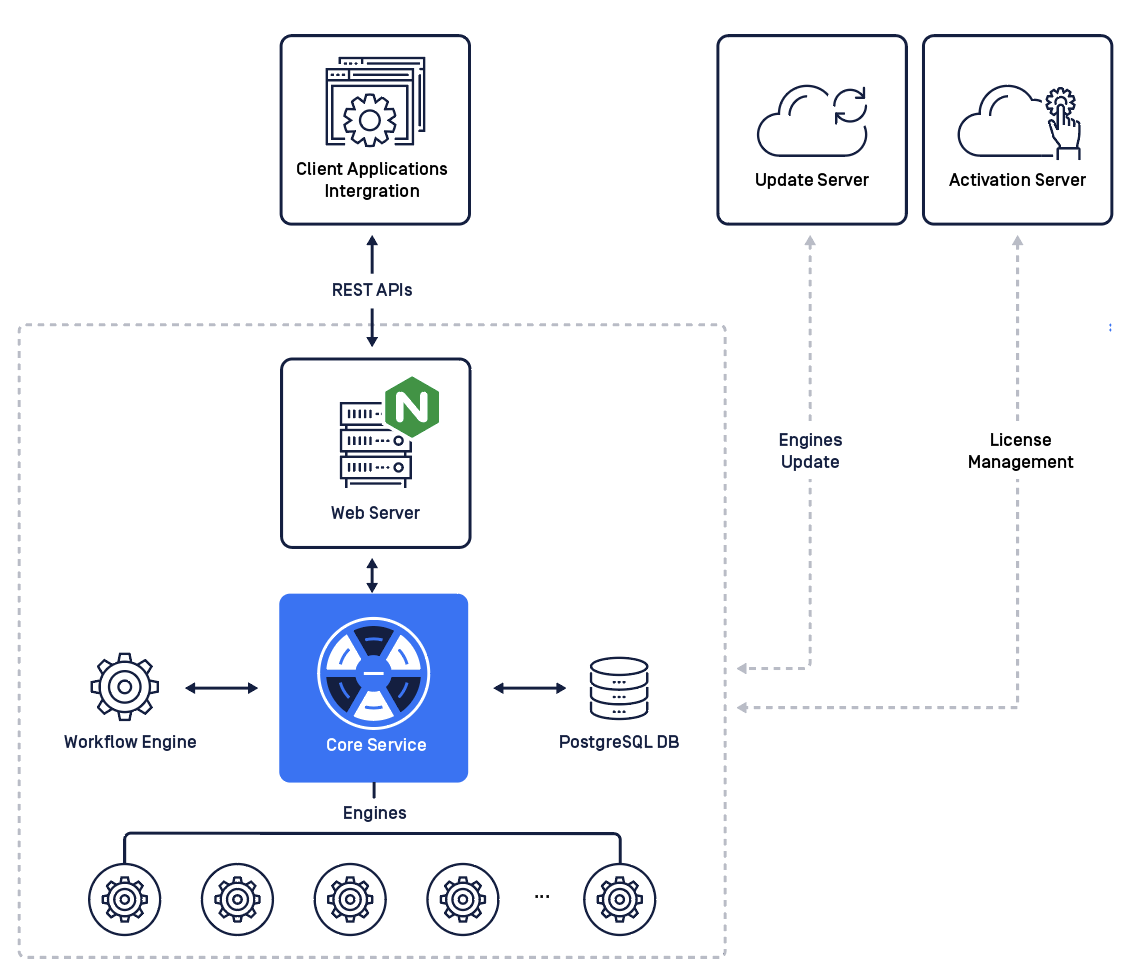 Client Applications
Intergration
Update Server
Activation Server
REST APIs
N
Engines
Update
License
Management
Web Server
Workflow Engine
Core Service
PostgreSQL DB
Engines
...